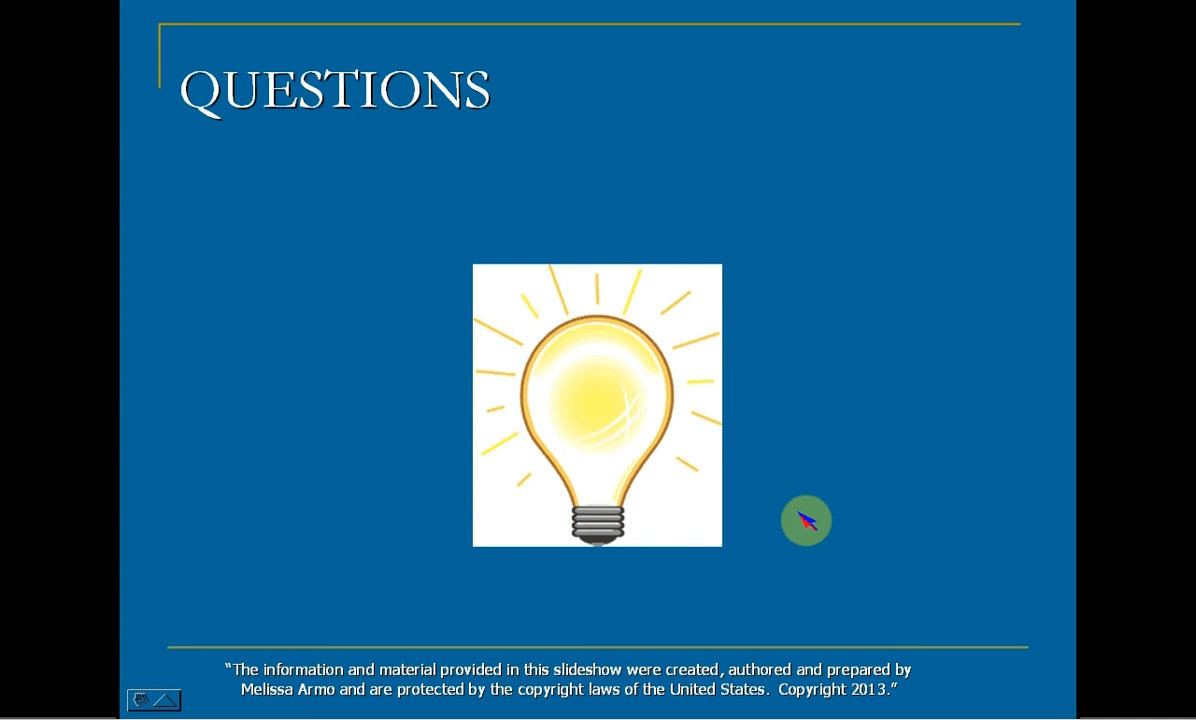 QUESTIONS
“The information and material provided in this slideshow were created, authored and prepared by
Melissa Armo and are protected by the copyright laws of the United States.  Copyright 2013.”